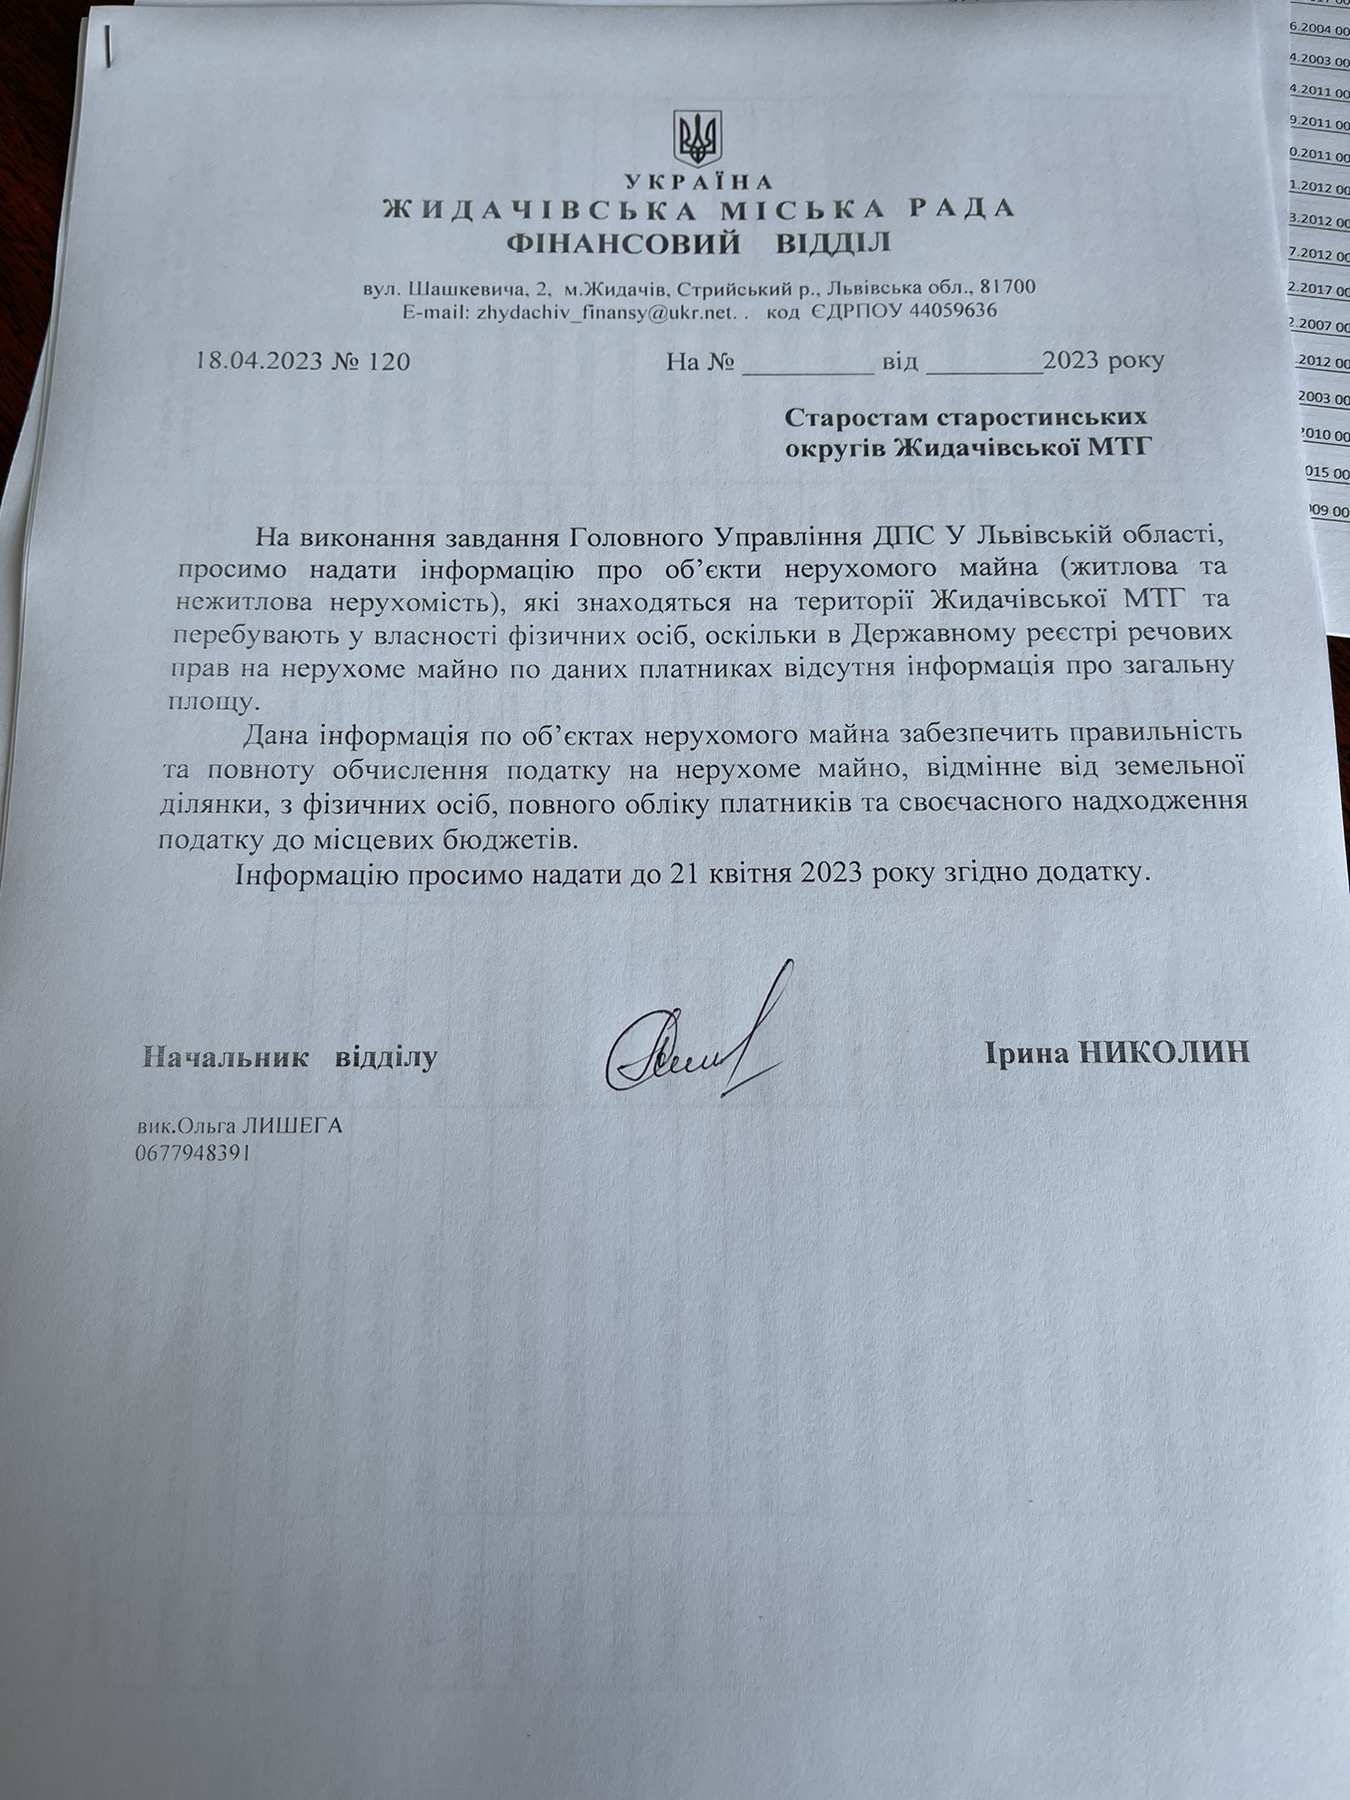 УКРАЇНА
ЖИДАЧІВСЬКА МІСЬКА РАДА
ФІНАНСОВИЙ ВІДДІЛ
вул. Шашкевича, 2, м.Жидачів, Стрийський р., Львівська обл., 81700
E-mail: zhydachiv_finansy@ukr.net. . код ЄДРПОУ 44059636
18.04.2023 № 120 На № __________ від _________2023 року
Старостам старостинських
округів Жидачівської МТГ
На виконання завдання Головного Управління ДПС У Львівській області,
просимо надати інформацію про об’єкти нерухомого майна (житлова та
нежитлова нерухомість), які знаходяться на території Жидачівської МТГ та
перебувають у власності фізичних осіб, оскільки в Державному реєстрі речових
прав на нерухоме майно по даних платниках відсутня інформація про загальну
площу.
Дана інформація по об’єктах нерухомого майна забезпечить правильність
та повноту обчислення податку на нерухоме майно, відмінне від земельної
ділянки, з фізичних осіб, повного обліку платників та своєчасного надходження
податку до місцевих бюджетів.
Інформацію просимо надати до 21 квітня 2023 року згідно додатку.
Начальник відділу Ірина НИКОЛИН
вик.Ольга ЛИШЕГА
0677948391
6.2004 00
4.2003 00
4.2011 00
9.2011 00
0.2011 00
1.2012 00
3.2012 00
7.2012 00
2.2017 00
2.2007 00
.2012 00
2003 00
2010 00
015 00
009 00